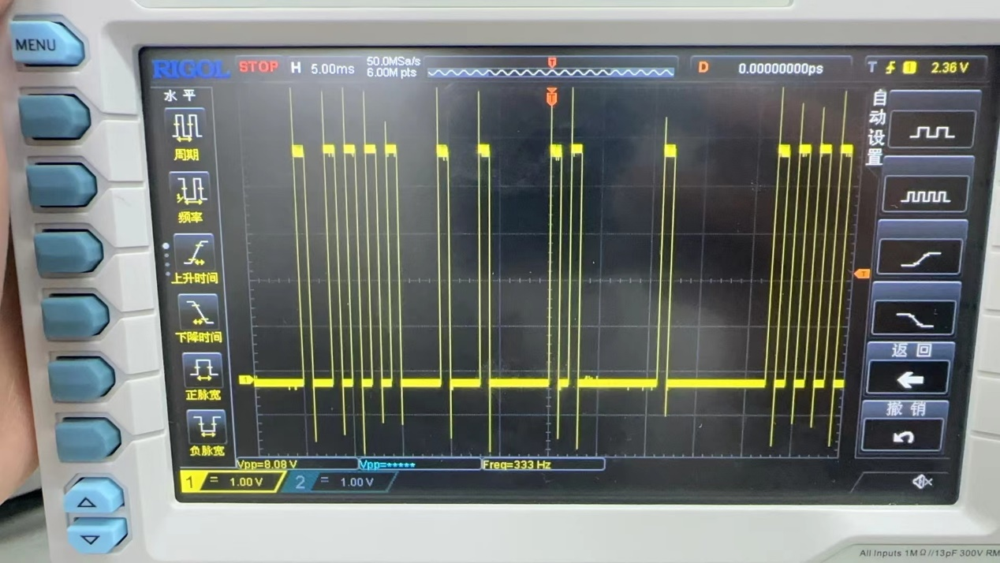 MENU
RIGOL STOP H 5.00ms 50.0MSa/s 6.00M pts T D 0.00000000ps T 1 2.36 V
水平
周期
频率
上升时间
下降时间
正脉宽
负脉宽
T
T
1
自动设置
返回
撤销
Vpp=8.08 V Vpp=***** Freq=333 Hz
1 = 1.00 V 2 = 1.00 V
All Inputs 1MΩ//13pF 300V RM